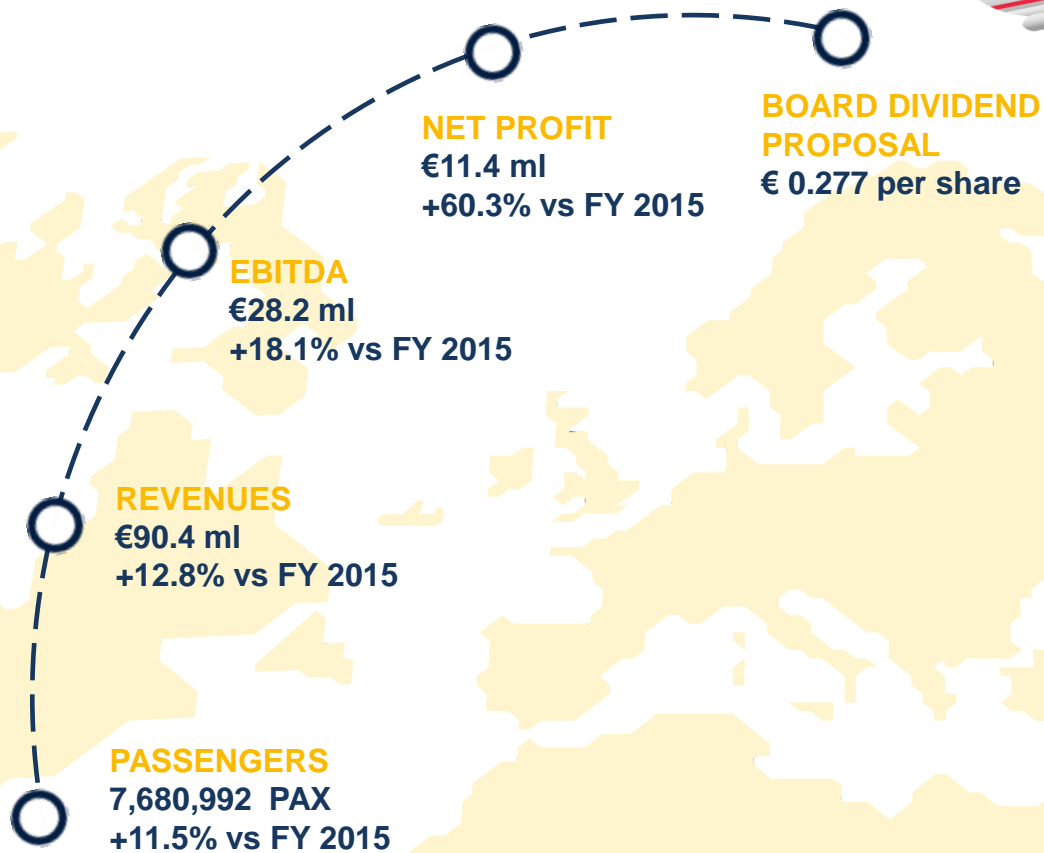 NET PROFIT
€11.4 ml
+60.3% vs FY 2015
BOARD DIVIDEND
PROPOSAL
€ 0.277 per share
EBITDA
€28.2 ml
+18.1% vs FY 2015
REVENUES
€90.4 ml
+12.8% vs FY 2015
PASSENGERS
7,680,992 PAX
+11.5% vs FY 2015